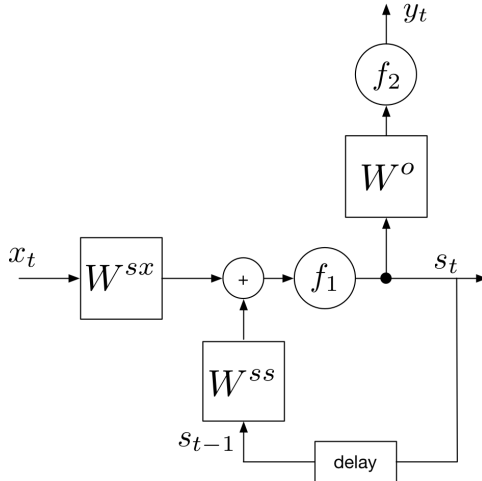 y_t
f_2
W^o
x_t
W^{sx}
+
f_1
s_t
W^{ss}
s_{t-1}
delay